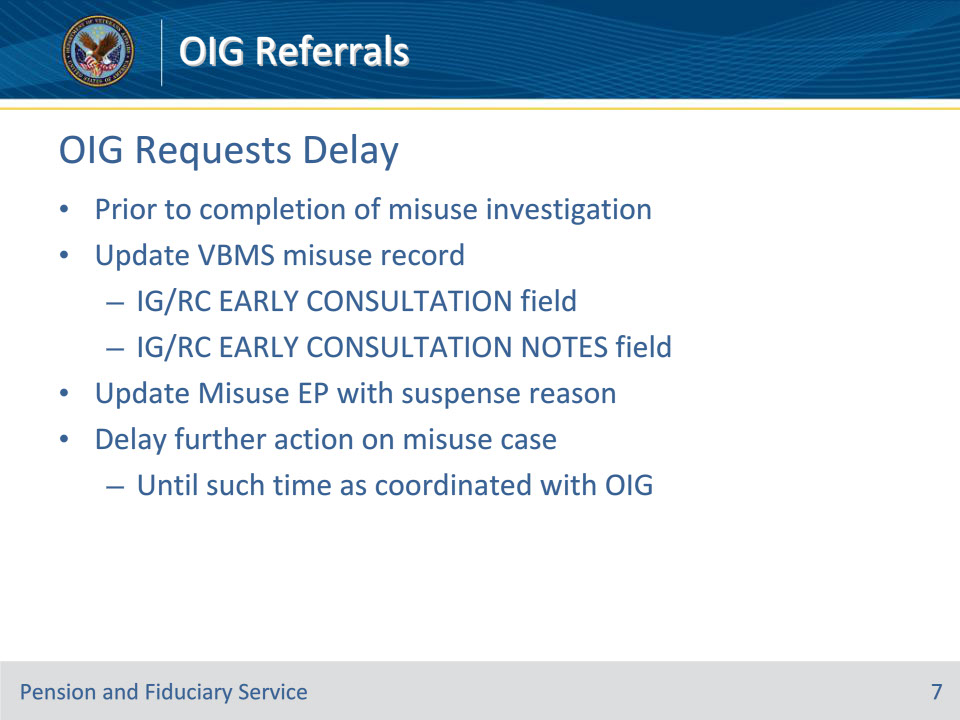 OIG Referrals
OIG Requests Delay
• Prior to completion of misuse investigation
• Update VBMS misuse record
– IG/RC EARLY CONSULTATION field
– IG/RC EARLY CONSULTATION NOTES field
• Update Misuse EP with suspense reason
• Delay further action on misuse case
– Until such time as coordinated with OIG
Pension and Fiduciary Service
7